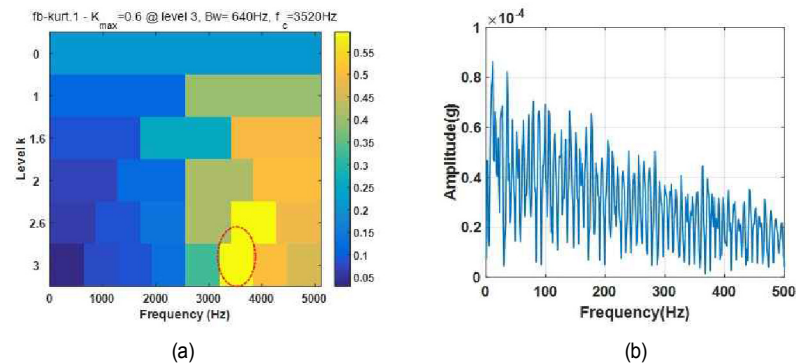 fb-kurt.1 - K_max=0.6 @ level 3, Bw= 640Hz, f_c=3520Hz
0
1
1.6
2
2.6
3
Level k
0 1000 2000 3000 4000 5000
Frequency (Hz)
0.55
0.5
0.45
0.4
0.35
0.3
0.25
0.2
0.15
0.1
0.05
(a)
1 ×10^-4
0.8
0.6
0.4
0.2
0
Amplitude(g)
0 100 200 300 400 500
Frequency(Hz)
(b)